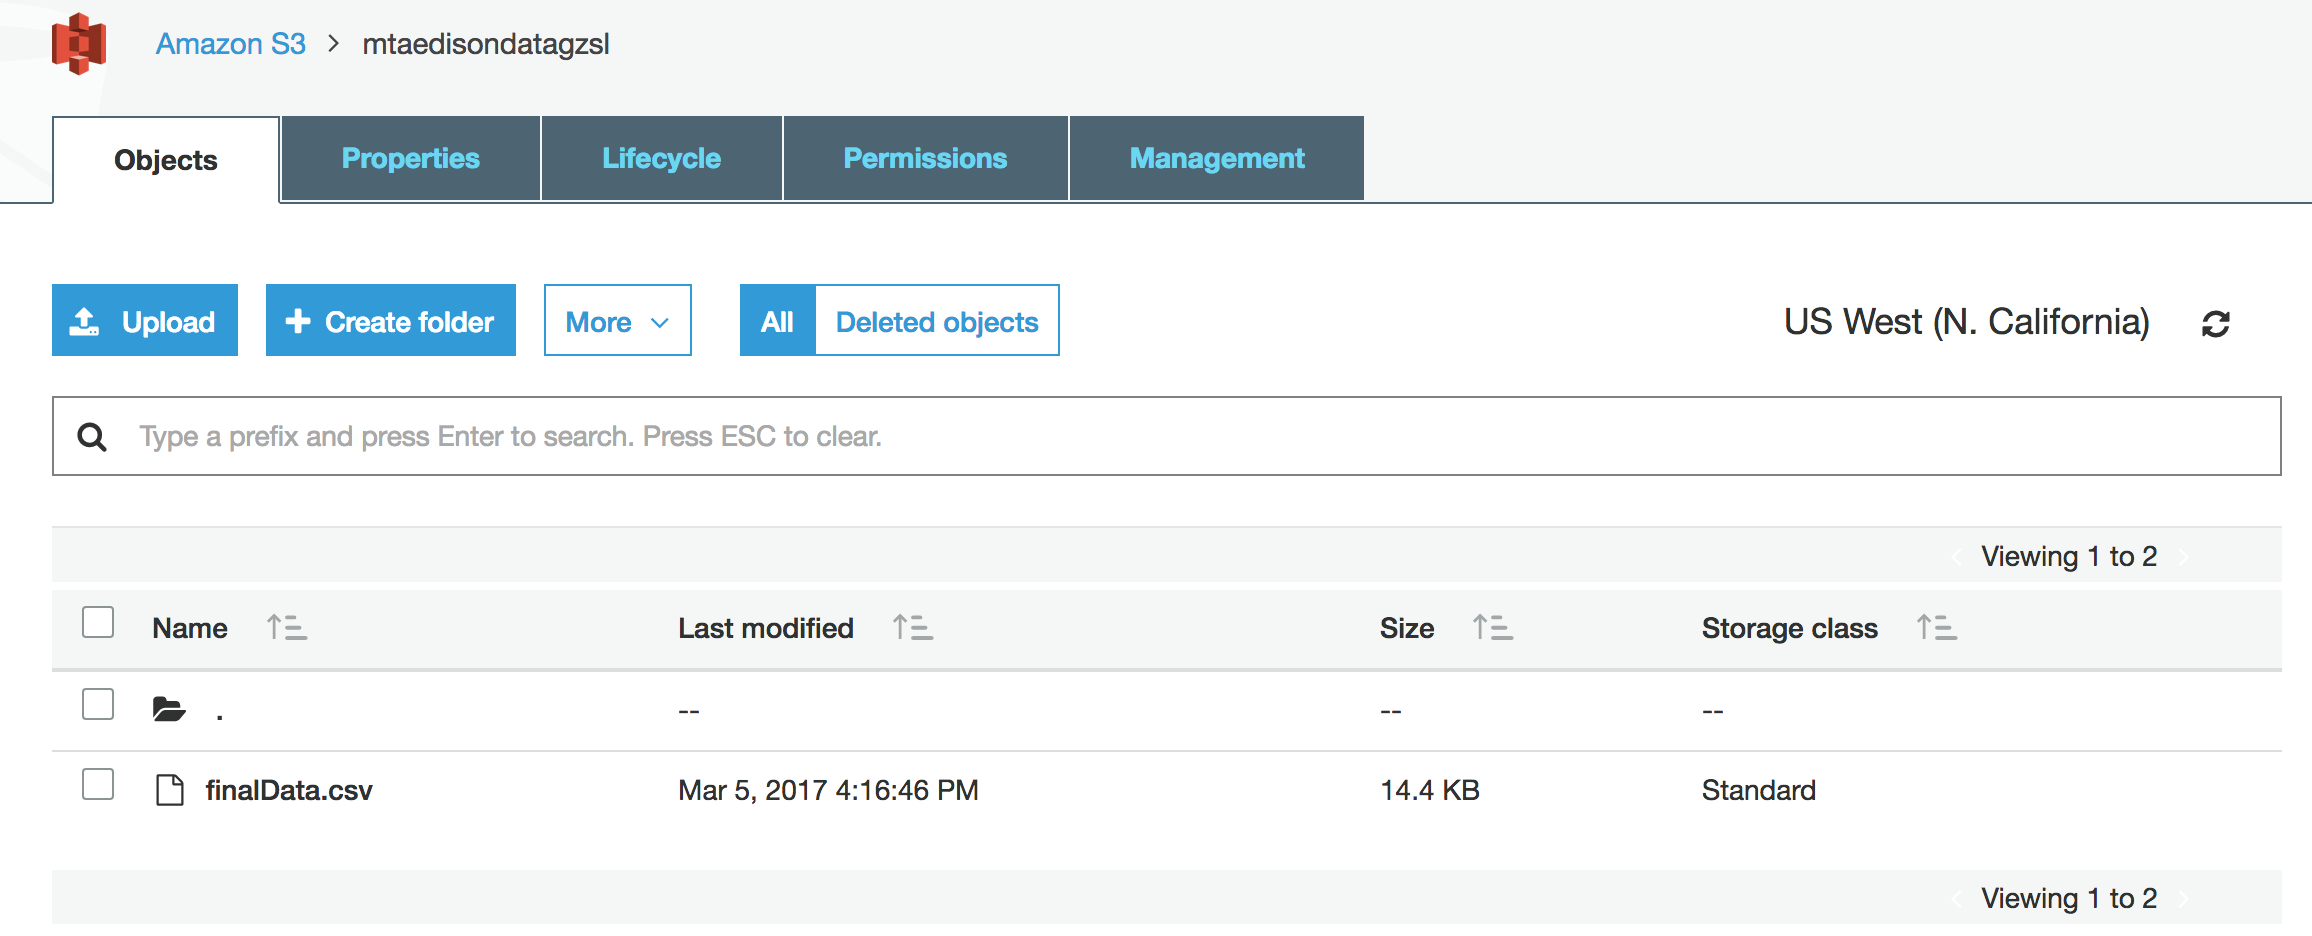 Amazon S3 > mtaedisondatagzsl
Objects Properties Lifecycle Permissions Management
Upload + Create folder More All Deleted objects US West (N. California)
Type a prefix and press Enter to search. Press ESC to clear.
Viewing 1 to 2
Name Last modified Size Storage class
. -- -- --
finalData.csv Mar 5, 2017 4:16:46 PM 14.4 KB Standard
Viewing 1 to 2